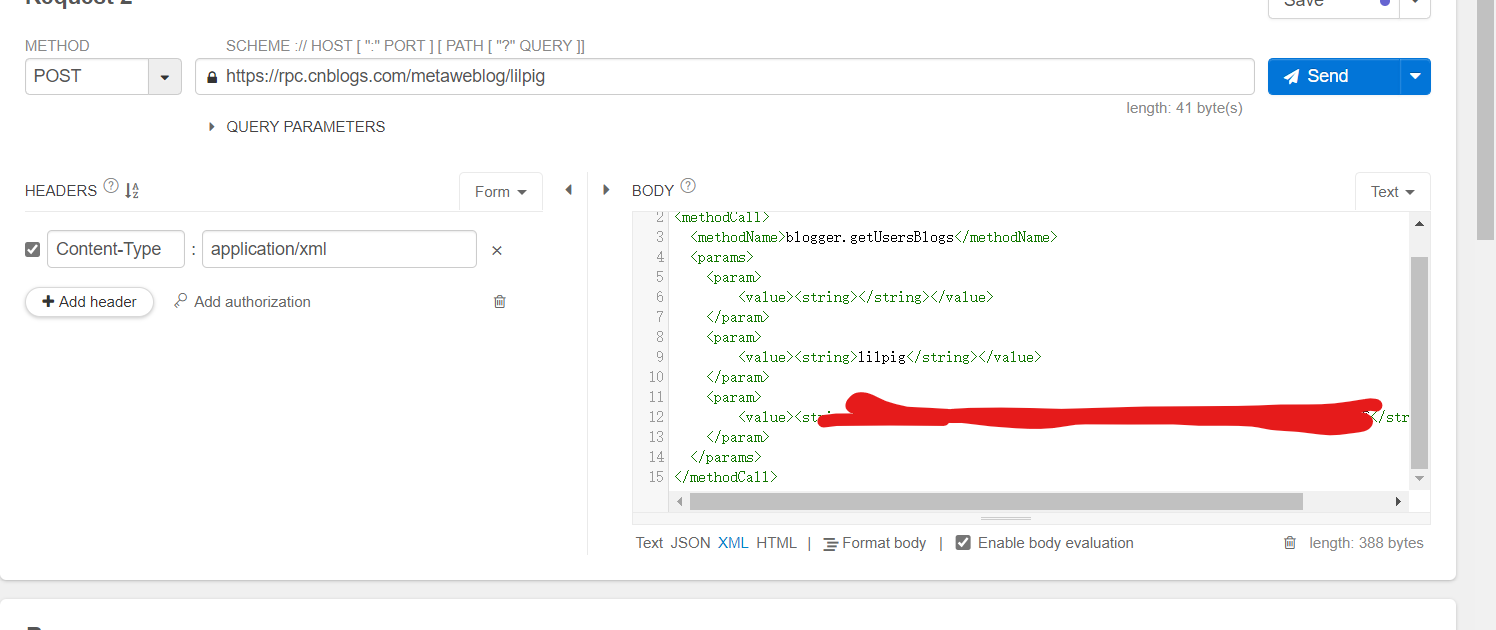 Request 2
Save
METHOD
SCHEME :// HOST [ ":" PORT ] [ PATH [ "?" QUERY ]]
POST
https://rpc.cnblogs.com/metaweblog/lilpig
Send
length: 41 byte(s)
QUERY PARAMETERS
HEADERS
Form
BODY
Text
Content-Type : application/xml
Add header
Add authorization
2 <methodCall>
3 <methodName>blogger.getUsersBlogs</methodName>
4 <params>
5 <param>
6 <value><string></string></value>
7 </param>
8 <param>
9 <value><string>lilpig</string></value>
10 </param>
11 <param>
12 <value><st </str
13 </param>
14 </params>
15 </methodCall>
Text JSON XML HTML | Format body | Enable body evaluation
length: 388 bytes